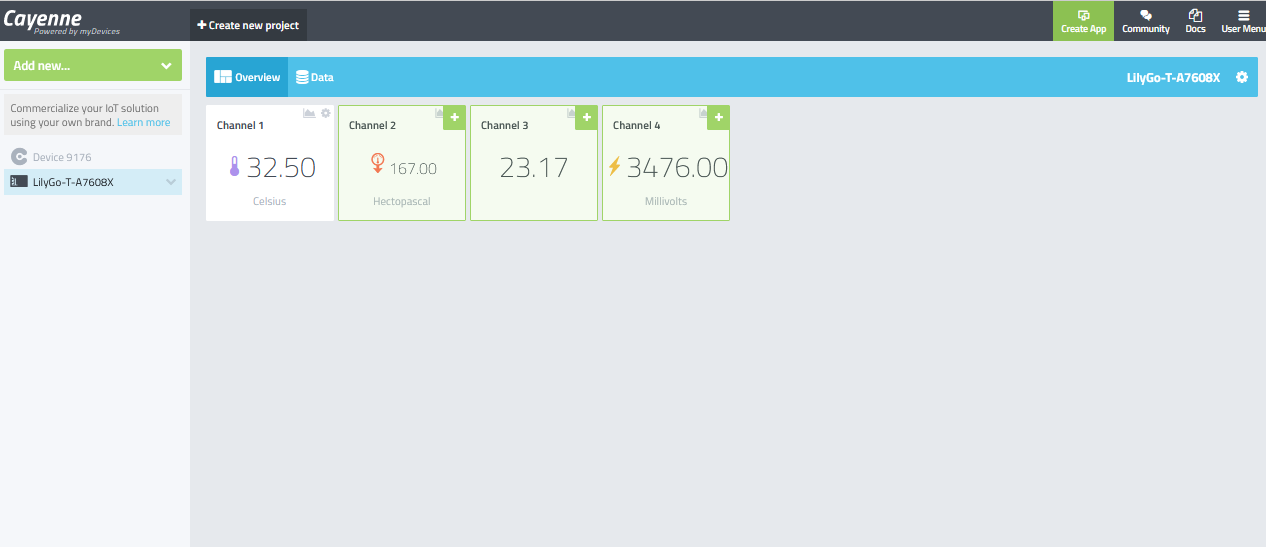 Cayenne
Powered by myDevices
Create new project
Create App
Community
Docs
User Menu
Add new...
Commercialize your IoT solution
using your own brand. Learn more
Device 9176
LilyGo-T-A7608X
Overview
Data
LilyGo-T-A7608X
Channel 1
32.50
Celsius
Channel 2
167.00
Hectopascal
Channel 3
23.17
Channel 4
3476.00
Millivolts